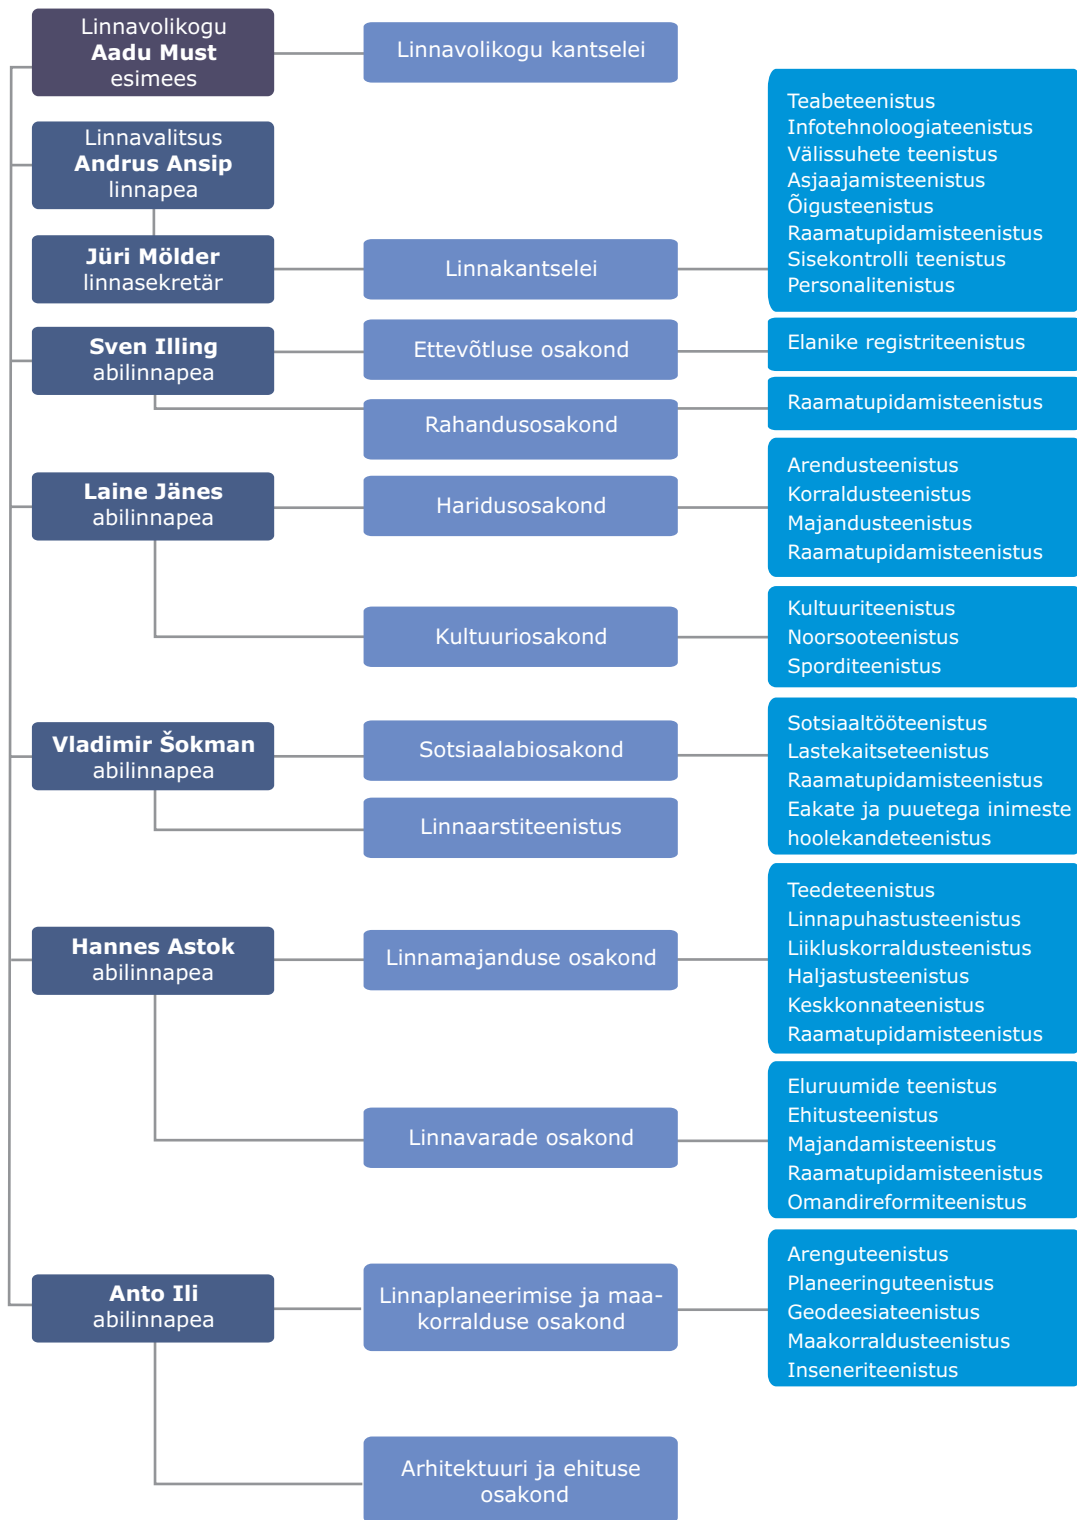 Linnavolikogu
Aadu Must
esimees
Linnavolikogu kantselei
Linnavalitsus
Andrus Ansip
linnapea
Jüri Mölder
linnasekretär
Linnakantselei
Teabeteenistus
Infotehnoloogiateenistus
Välissuhete teenistus
Asjaajamisteenistus
Õigusteenistus
Raamatupidamisteenistus
Sisekontrolli teenistus
Personalitenistus
Sven Illing
abilinnapea
Ettevõtluse osakond
Elanike registriteenistus
Rahandusosakond
Raamatupidamisteenistus
Laine Jänes
abilinnapea
Haridusosakond
Arendusteenistus
Korraldusteenistus
Majandusteenistus
Raamatupidamisteenistus
Kultuuriosakond
Kultuuriteenistus
Noorsooteenistus
Sporditeenistus
Vladimir Šokman
abilinnapea
Sotsiaalabiosakond
Sotsiaaltööteenistus
Lastekaitseteenistus
Raamatupidamisteenistus
Eakate ja puuetega inimeste
hoolekandeteenistus
Linnaarstiteenistus
Hannes Astok
abilinnapea
Linnamajanduse osakond
Teedeteenistus
Linnapuhastusteenistus
Liikluskorraldusteenistus
Haljastusteenistus
Keskkonnateenistus
Raamatupidamisteenistus
Linnavarade osakond
Eluruumide teenistus
Ehitusteenistus
Majandamisteenistus
Raamatupidamisteenistus
Omandireformiteenistus
Anto Ili
abilinnapea
Linnaplaneerimise ja maa-
korralduse osakond
Arenguteenistus
Planeeringuteenistus
Geodeesiateenistus
Maakorraldusteenistus
Inseneriteenistus
Arhitektuuri ja ehituse
osakond